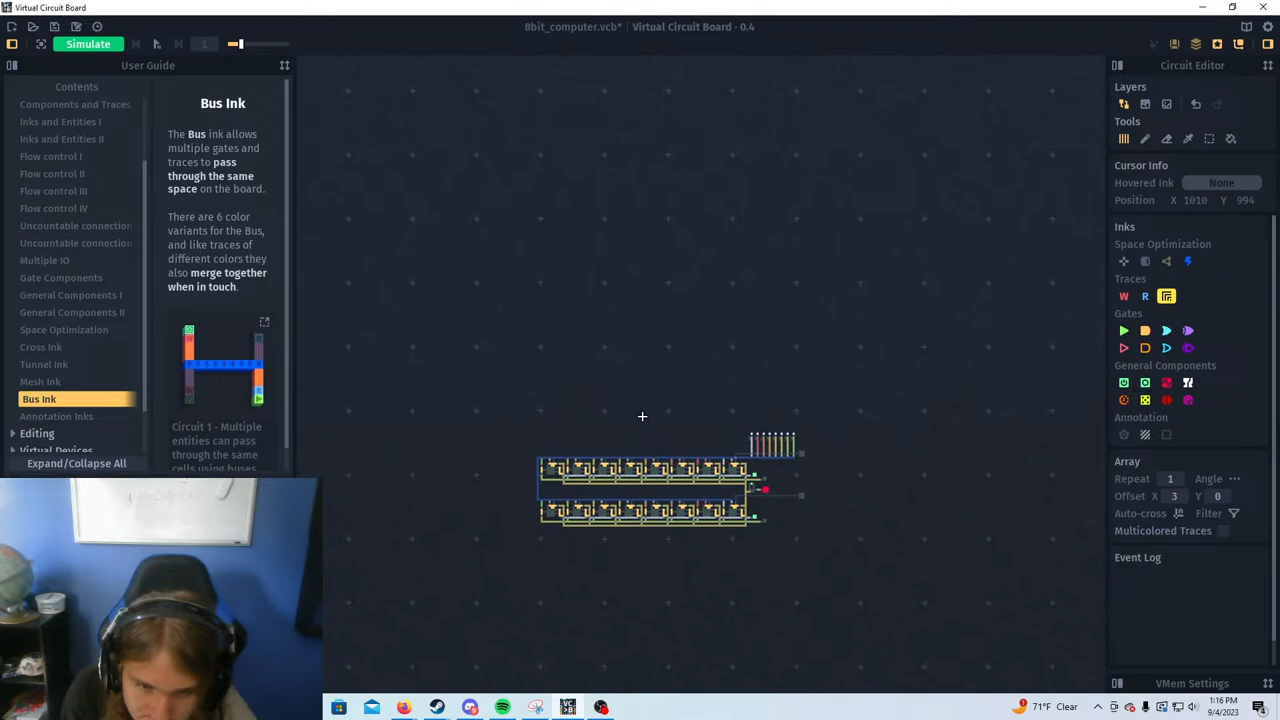 Virtual Circuit Board
8bit_computer.vcb* Virtual Circuit Board · 0.4
Simulate
1
User Guide
Contents
Components and Traces
Inks and Entities I
Inks and Entities II
Flow control I
Flow control II
Flow control III
Flow control IV
Uncountable connection
Uncountable connection
Multiple IO
Gate Components
General Components I
General Components II
Space Optimization
Cross Ink
Tunnel Ink
Mesh Ink
Bus Ink
Annotation Inks
Editing
Virtual Devices
Expand/Collapse All
Bus Ink
The Bus ink allows
multiple gates and
traces to pass
through the same
space on the board.
There are 6 color
variants for the Bus,
and like traces of
different colors they
also merge together
when in touch.
Circuit 1 - Multiple
entities can pass
through the same
cells using buses
Circuit Editor
Layers
Tools
Cursor Info
Hovered Ink None
Position X 1010 Y 994
Inks
Space Optimization
Traces
W R
Gates
General Components
Annotation
Array
Repeat 1 Angle
Offset X 3 Y 0
Auto-cross Filter
Multicolored Traces
Event Log
VMem Settings
71°F Clear
1:16 PM
9/4/2023